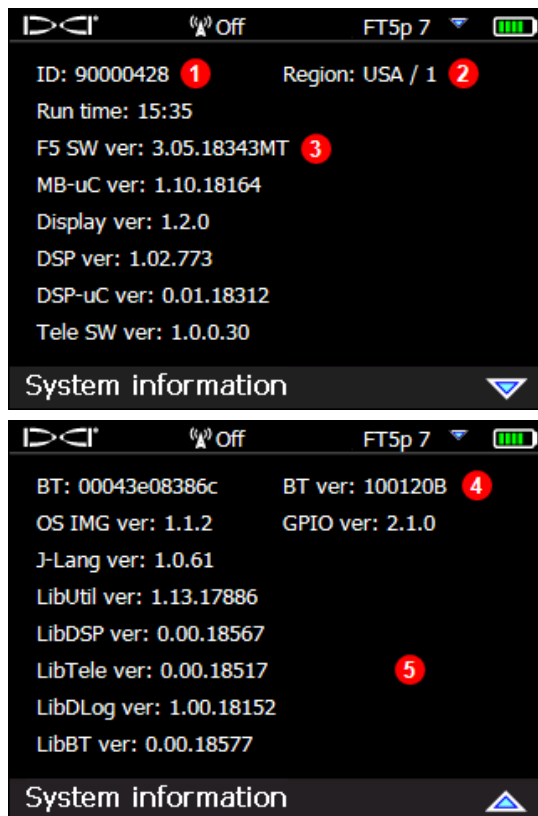 DCI Off FT5p 7
ID: 90000428 1 Region: USA / 1 2
Run time: 15:35
F5 SW ver: 3.05.18343MT 3
MB-uC ver: 1.10.18164
Display ver: 1.2.0
DSP ver: 1.02.773
DSP-uC ver: 0.01.18312
Tele SW ver: 1.0.0.30
System information
DCI Off FT5p 7
BT: 00043e08386c BT ver: 100120B 4
OS IMG ver: 1.1.2 GPIO ver: 2.1.0
J-Lang ver: 1.0.61
LibUtil ver: 1.13.17886
LibDSP ver: 0.00.18567
LibTele ver: 0.00.18517 5
LibDLog ver: 1.00.18152
LibBT ver: 0.00.18577
System information